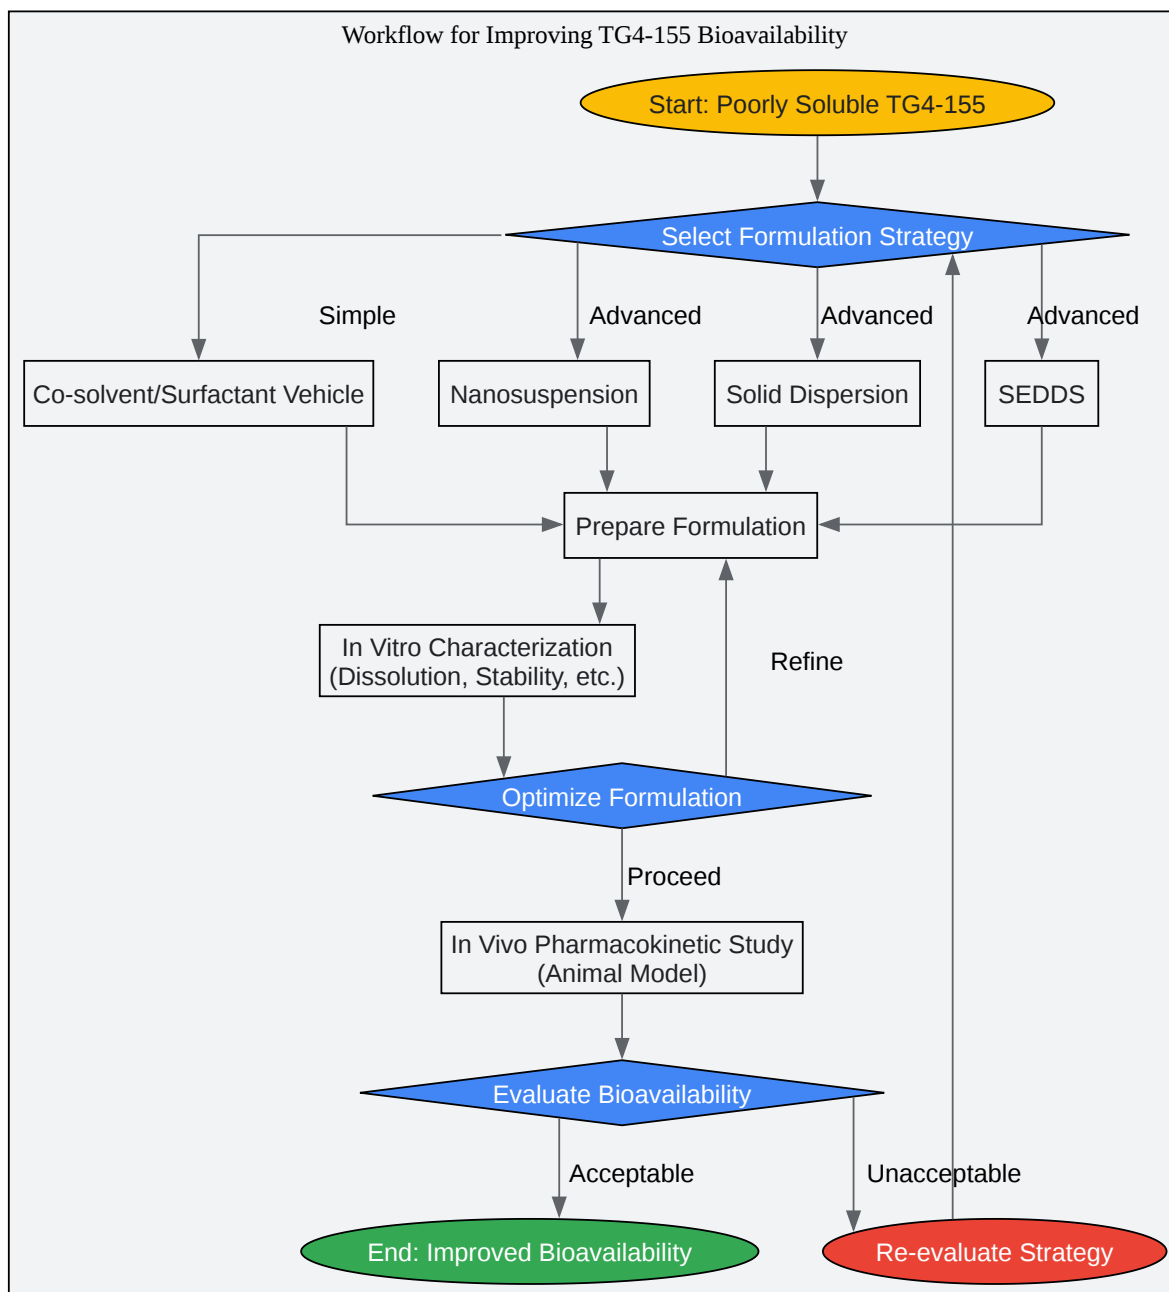 Workflow for Improving TG4-155 Bioavailability
Start: Poorly Soluble TG4-155
Select Formulation Strategy
Simple
Advanced
Advanced
Advanced
Co-solvent/Surfactant Vehicle
Nanosuspension
Solid Dispersion
SEDDS
Prepare Formulation
In Vitro Characterization
(Dissolution, Stability, etc.)
Refine
Optimize Formulation
Proceed
In Vivo Pharmacokinetic Study
(Animal Model)
Evaluate Bioavailability
Acceptable
Unacceptable
End: Improved Bioavailability
Re-evaluate Strategy